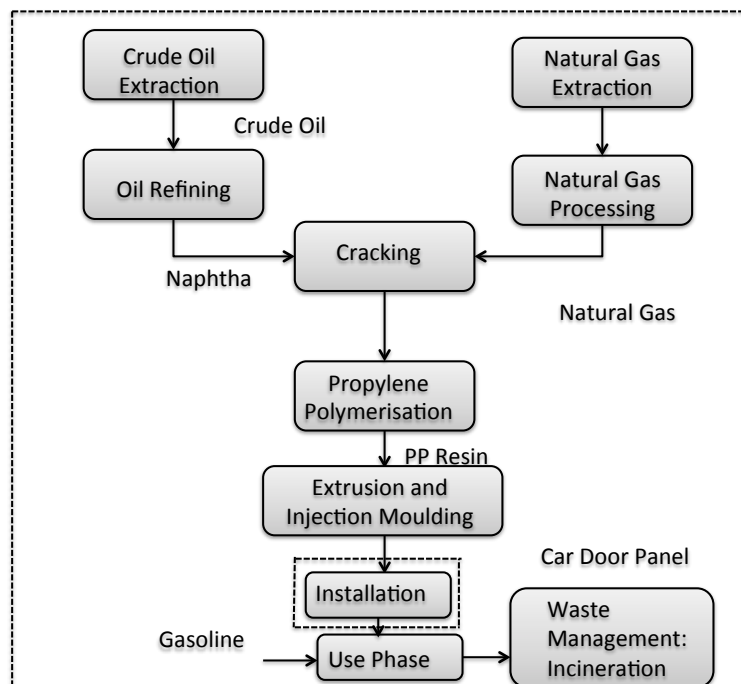 Crude Oil
Extraction
Natural Gas
Extraction
Crude Oil
Oil Refining
Natural Gas
Processing
Cracking
Naphtha
Natural Gas
Propylene
Polymerisation
PP Resin
Extrusion and
Injection Moulding
Car Door Panel
Installation
Waste
Management:
Incineration
Gasoline
Use Phase